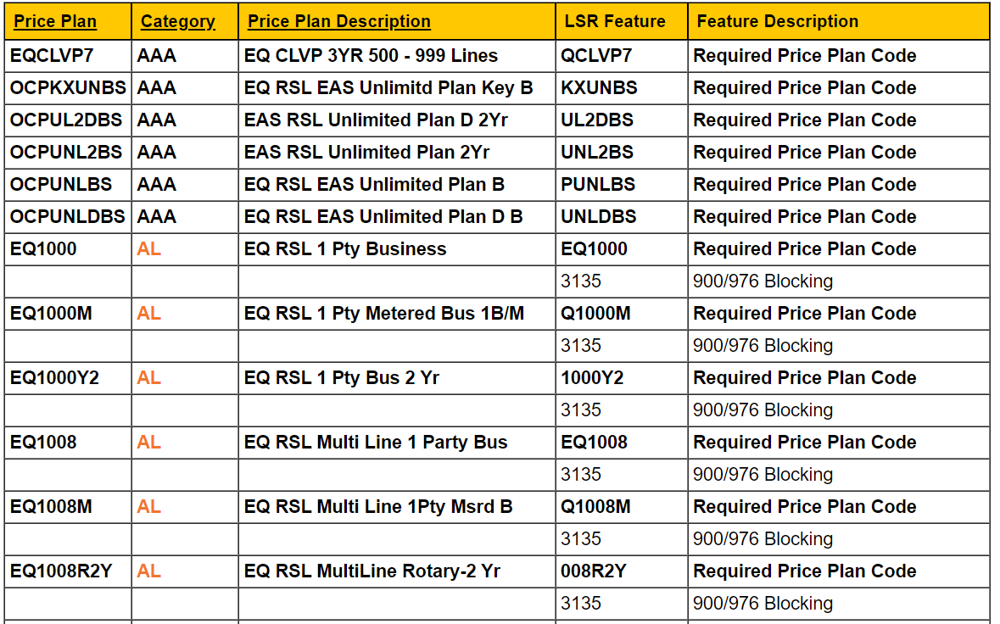 Price Plan Category Price Plan Description LSR Feature Feature Description
EQCLVP7 AAA EQ CLVP 3YR 500 - 999 Lines QCLVP7 Required Price Plan Code
OCPKXUNBS AAA EQ RSL EAS Unlimitd Plan Key B KXUNBS Required Price Plan Code
OCPUL2DBS AAA EAS RSL Unlimited Plan D 2Yr UL2DBS Required Price Plan Code
OCPUNL2BS AAA EAS RSL Unlimited Plan 2Yr UNL2BS Required Price Plan Code
OCPUNLBS AAA EQ RSL EAS Unlimited Plan B PUNLBS Required Price Plan Code
OCPUNLDBS AAA EQ RSL EAS Unlimited Plan D B UNLDBS Required Price Plan Code
EQ1000 AL EQ RSL 1 Pty Business EQ1000 Required Price Plan Code
3135 900/976 Blocking
EQ1000M AL EQ RSL 1 Pty Metered Bus 1B/M Q1000M Required Price Plan Code
3135 900/976 Blocking
EQ1000Y2 AL EQ RSL 1 Pty Bus 2 Yr 1000Y2 Required Price Plan Code
3135 900/976 Blocking
EQ1008 AL EQ RSL Multi Line 1 Party Bus EQ1008 Required Price Plan Code
3135 900/976 Blocking
EQ1008M AL EQ RSL Multi Line 1Pty Msrd B Q1008M Required Price Plan Code
3135 900/976 Blocking
EQ1008R2Y AL EQ RSL MultiLine Rotary-2 Yr 008R2Y Required Price Plan Code
3135 900/976 Blocking